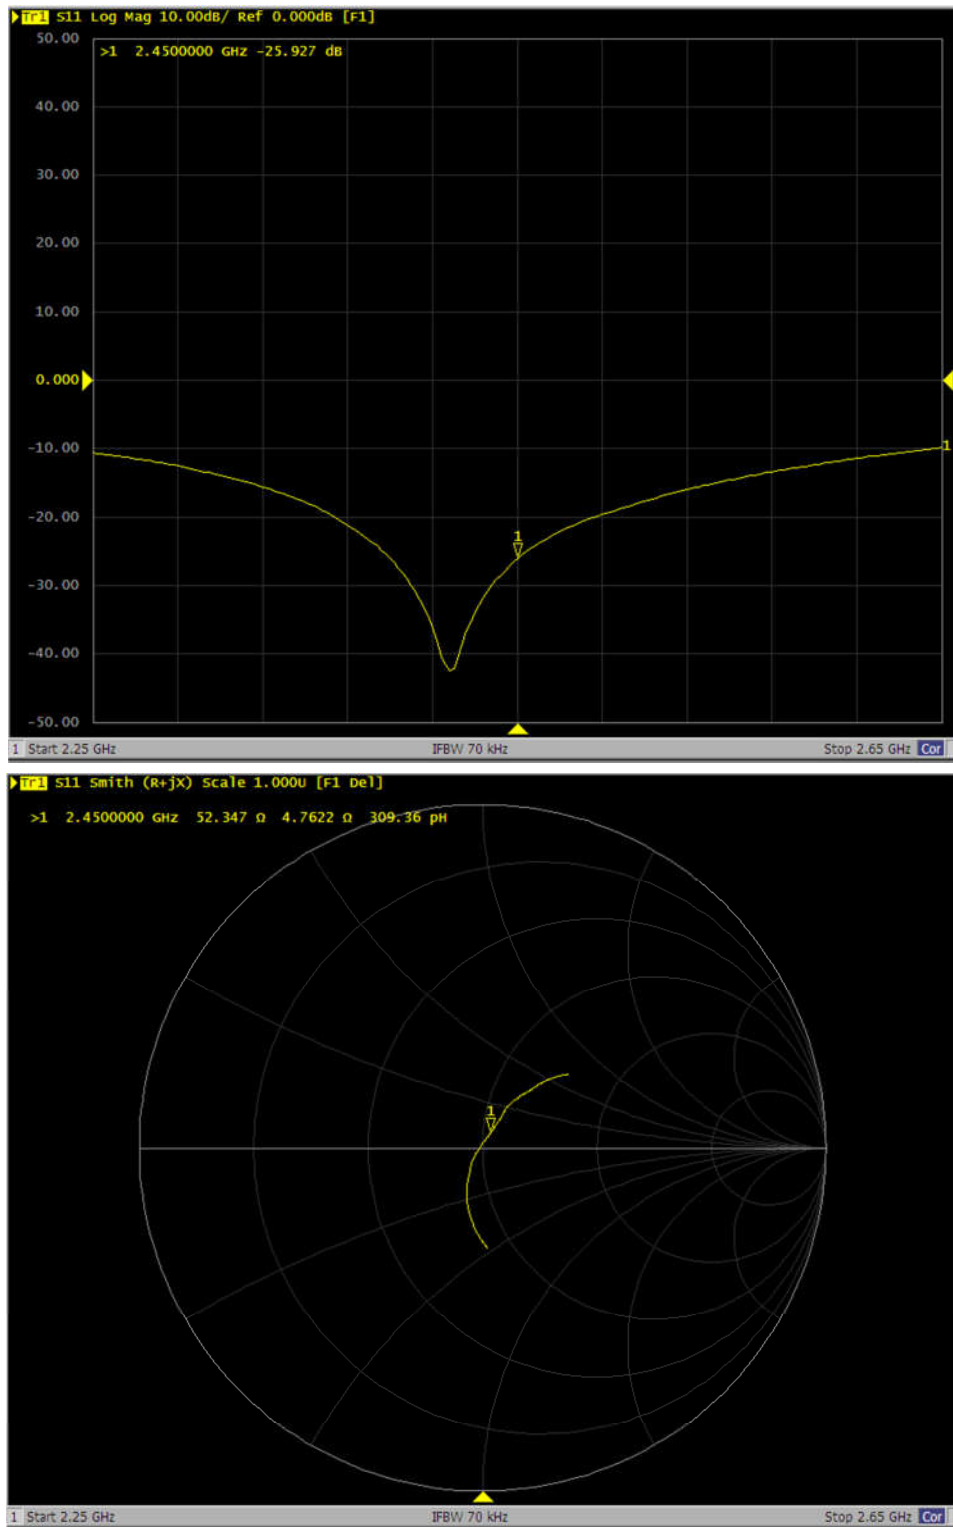 Tr1 S11 Log Mag 10.00dB/ Ref 0.000dB [F1]
50.00
>1 2.4500000 GHz -25.927 dB
40.00
30.00
20.00
10.00
0.000
-10.00
1
-20.00
1
-30.00
-40.00
-50.00
1 Start 2.25 GHz IFBW 70 kHz Stop 2.65 GHz Cor
Tr1 S11 Smith (R+jX) Scale 1.000U [F1 Del]
>1 2.4500000 GHz 52.347 Ω 4.7622 Ω 309.36 pH
1
1 Start 2.25 GHz IFBW 70 kHz Stop 2.65 GHz Cor